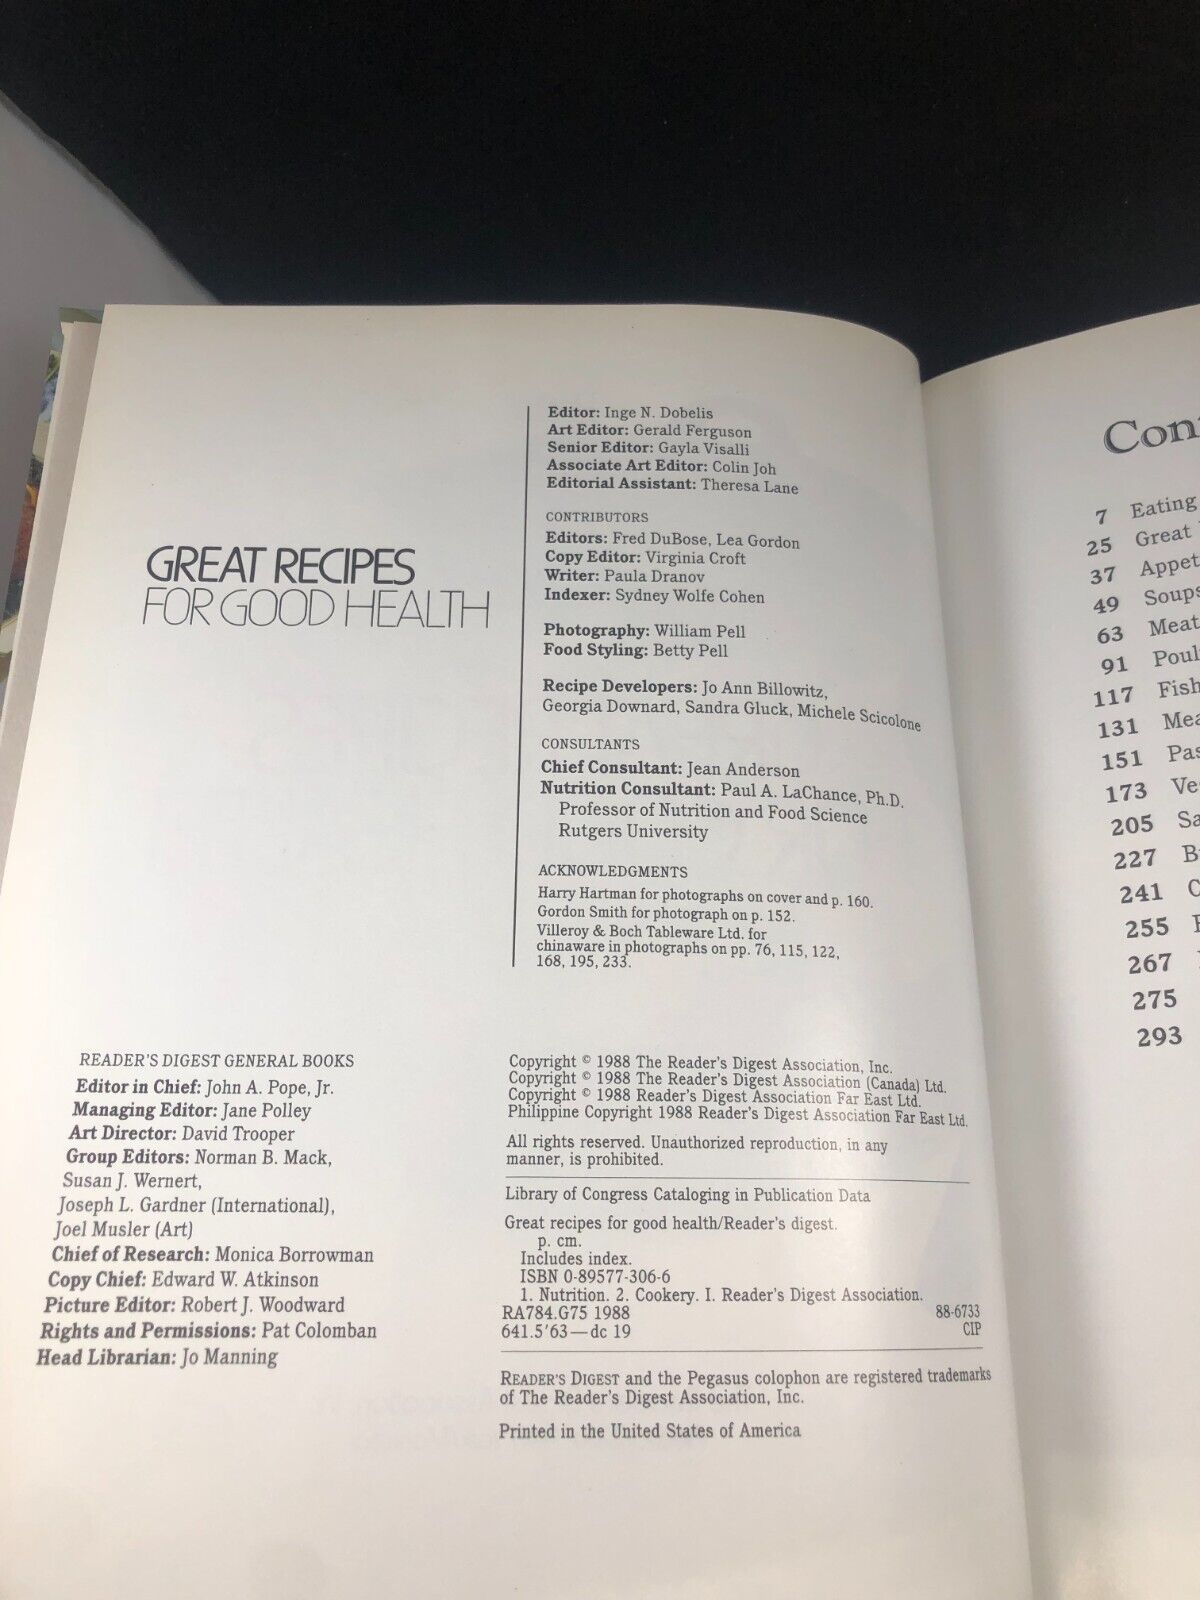 GREAT RECIPES
FOR GOOD HEALTH
Editor: Inge N. Dobelis
Art Editor: Gerald Ferguson
Senior Editor: Gayla Visalli
Associate Art Editor: Colin Joh
Editorial Assistant: Theresa Lane
CONTRIBUTORS
Editors: Fred DuBose, Lea Gordon
Copy Editor: Virginia Croft
Writer: Paula Dranov
Indexer: Sydney Wolfe Cohen
Photography: William Pell
Food Styling: Betty Pell
Recipe Developers: Jo Ann Billowitz,
Georgia Downard, Sandra Gluck, Michele Scicolone
CONSULTANTS
Chief Consultant: Jean Anderson
Nutrition Consultant: Paul A. LaChance, Ph.D.
Professor of Nutrition and Food Science
Rutgers University
ACKNOWLEDGMENTS
Harry Hartman for photographs on cover and p. 160.
Gordon Smith for photograph on p. 152.
Villeroy & Boch Tableware Ltd. for
chinaware in photographs on pp. 76, 115, 122,
168, 195, 233.
READER'S DIGEST GENERAL BOOKS
Editor in Chief: John A. Pope, Jr.
Managing Editor: Jane Polley
Art Director: David Trooper
Group Editors: Norman B. Mack,
Susan J. Wernert,
Joseph L. Gardner (International),
Joel Musler (Art)
Chief of Research: Monica Borrowman
Copy Chief: Edward W. Atkinson
Picture Editor: Robert J. Woodward
Rights and Permissions: Pat Colomban
Head Librarian: Jo Manning
Copyright © 1988 The Reader's Digest Association, Inc.
Copyright © 1988 The Reader's Digest Association (Canada) Ltd.
Copyright © 1988 Reader's Digest Association Far East Ltd.
Philippine Copyright 1988 Reader's Digest Association Far East Ltd.
All rights reserved. Unauthorized reproduction, in any
manner, is prohibited.
Library of Congress Cataloging in Publication Data
Great recipes for good health/Reader's digest.
p. cm.
Includes index.
ISBN 0-89577-306-6
1. Nutrition. 2. Cookery. I. Reader's Digest Association.
RA784.G75 1988 88-6733
641.5'63—dc 19 CIP
READER'S DIGEST and the Pegasus colophon are registered trademarks
of The Reader's Digest Association, Inc.
Printed in the United States of America
Con
7 Eating
25 Great
37 Appet
49 Soups
63 Meat
91 Poul
117 Fish
131 Mea
151 Pas
173 Ve
205 Sa
227 B
241
255
267
275
293